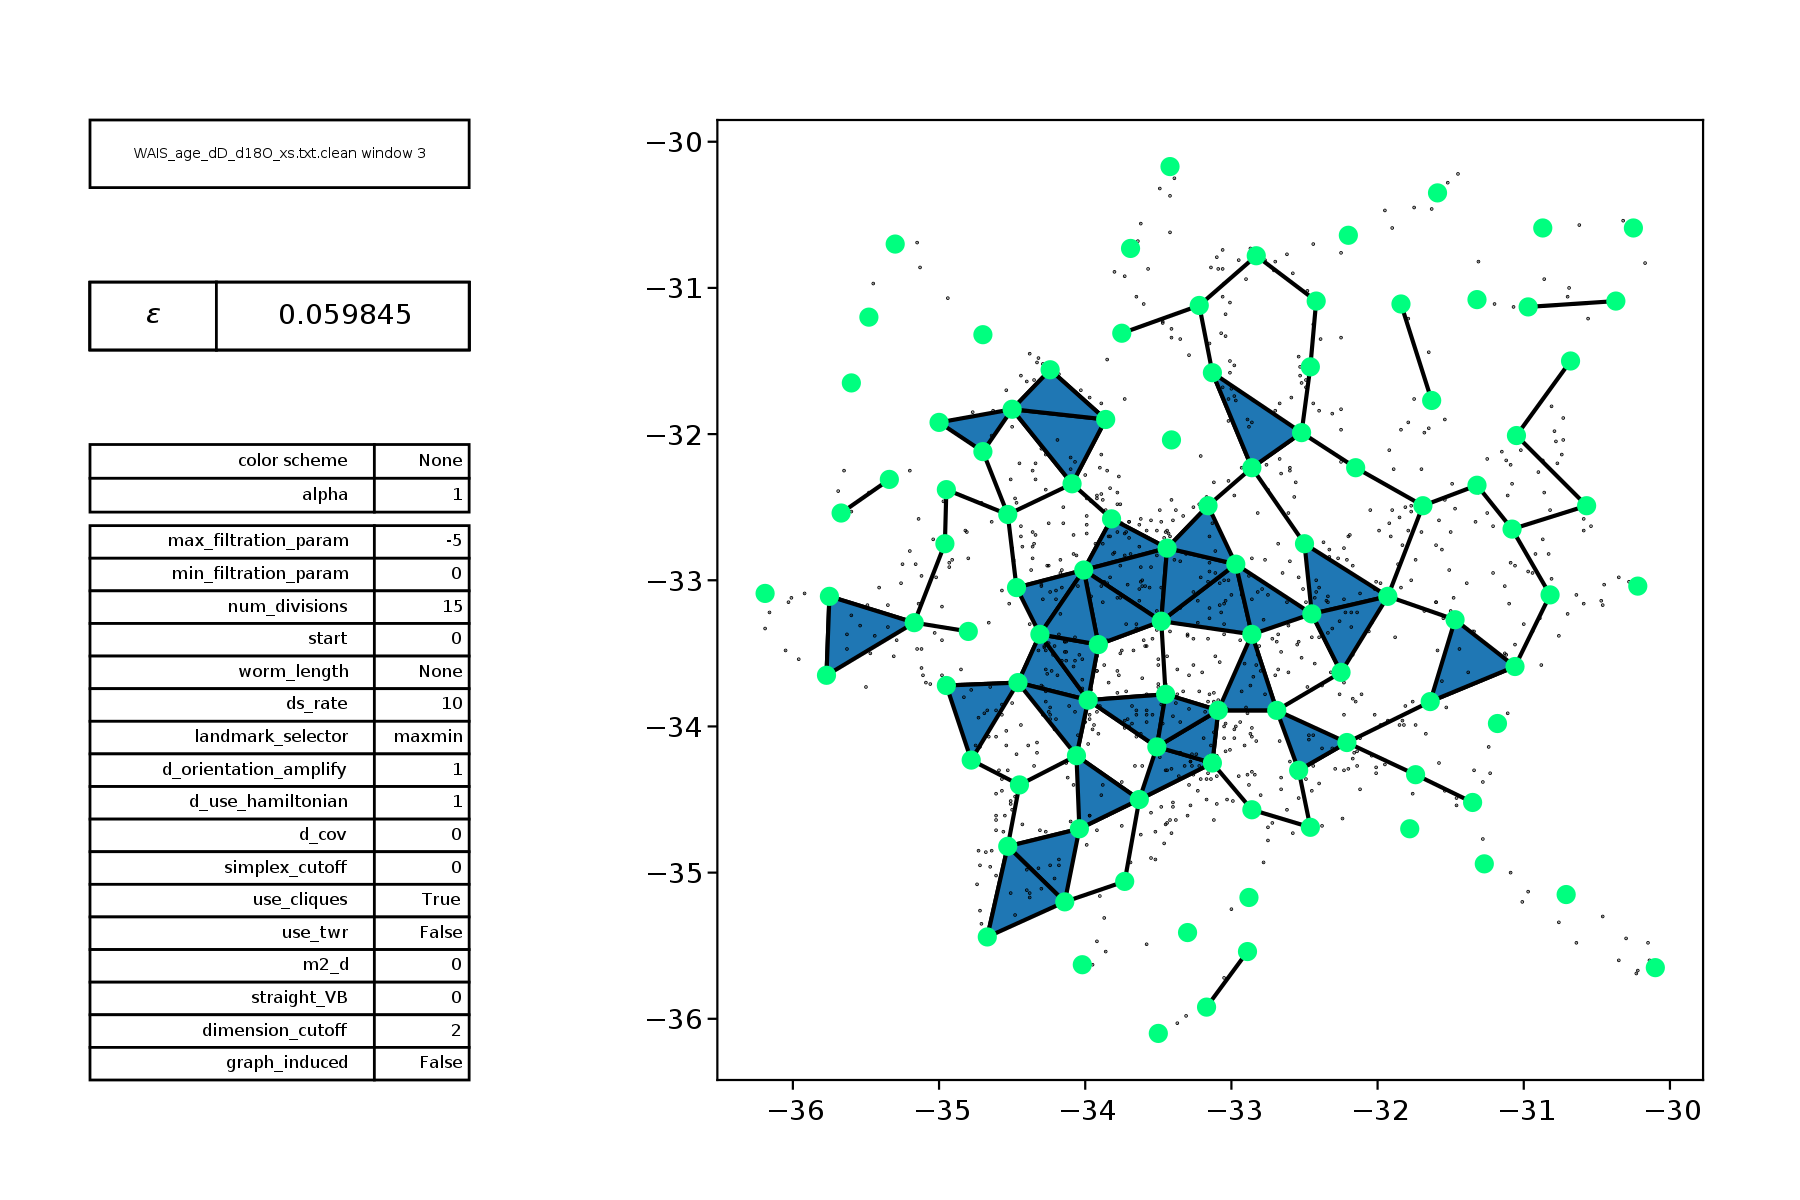 WAIS_age_dD_d18O_xs.txt.clean window 3
ε 0.059845
color scheme None
alpha 1
max_filtration_param -5
min_filtration_param 0
num_divisions 15
start 0
worm_length None
ds_rate 10
landmark_selector maxmin
d_orientation_amplify 1
d_use_hamiltonian 1
d_cov 0
simplex_cutoff 0
use_cliques True
use_twr False
m2_d 0
straight_VB 0
dimension_cutoff 2
graph_induced False
−30
−31
−32
−33
−34
−35
−36
−36 −35 −34 −33 −32 −31 −30